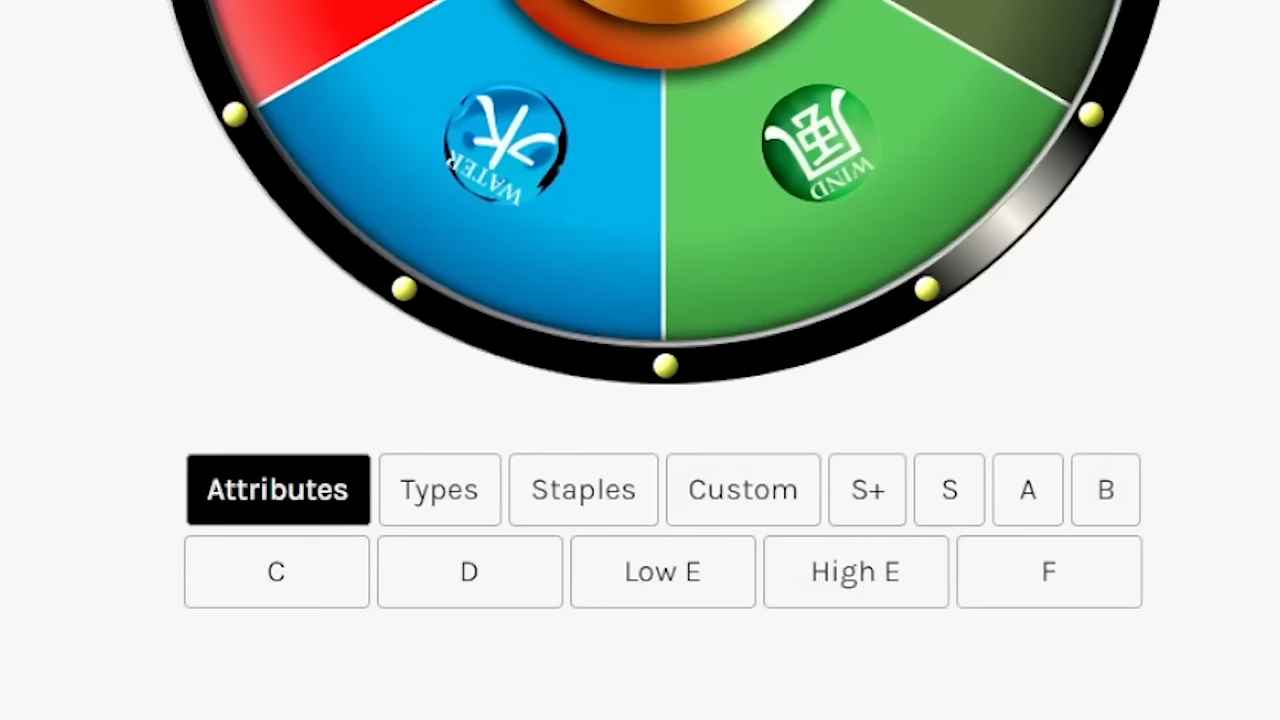 水 WATER
風 WIND
Attributes Types Staples Custom S+ S A B
C D Low E High E F